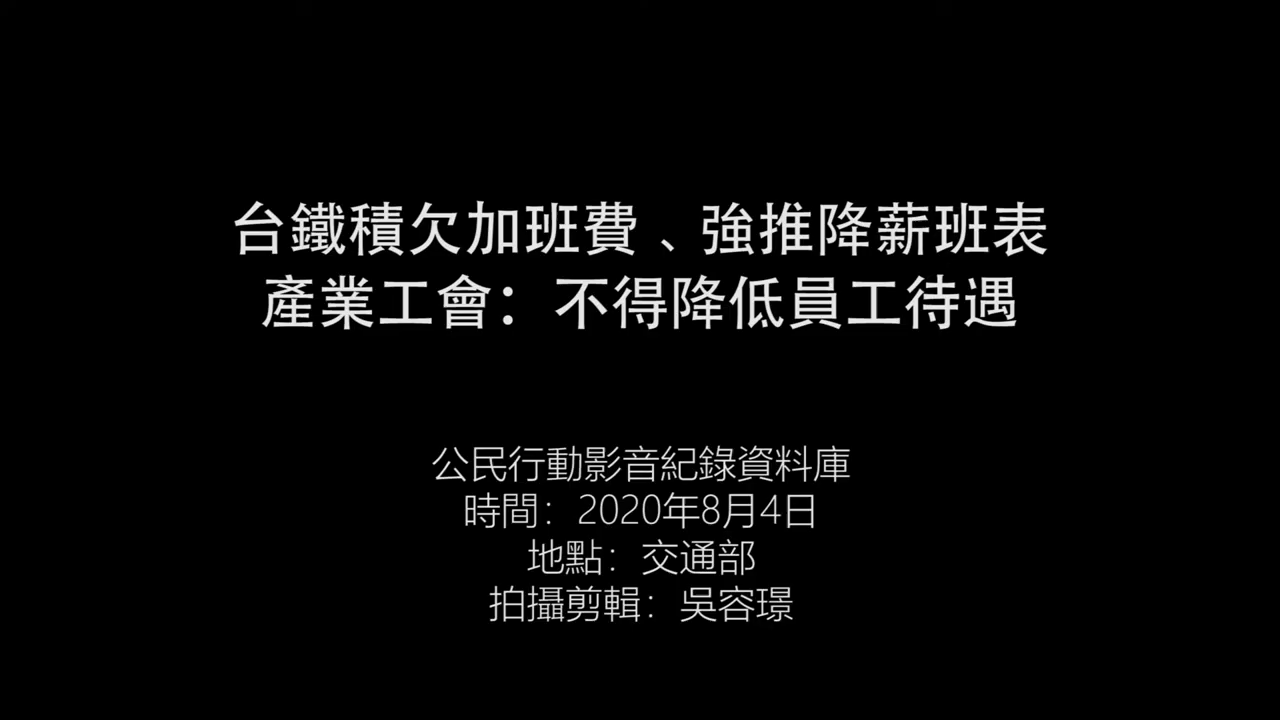 台鐵積欠加班費、強推降薪班表
產業工會：不得降低員工待遇
公民行動影音紀錄資料庫
時間：2020年8月4日
地點：交通部
拍攝剪輯：吳容璟